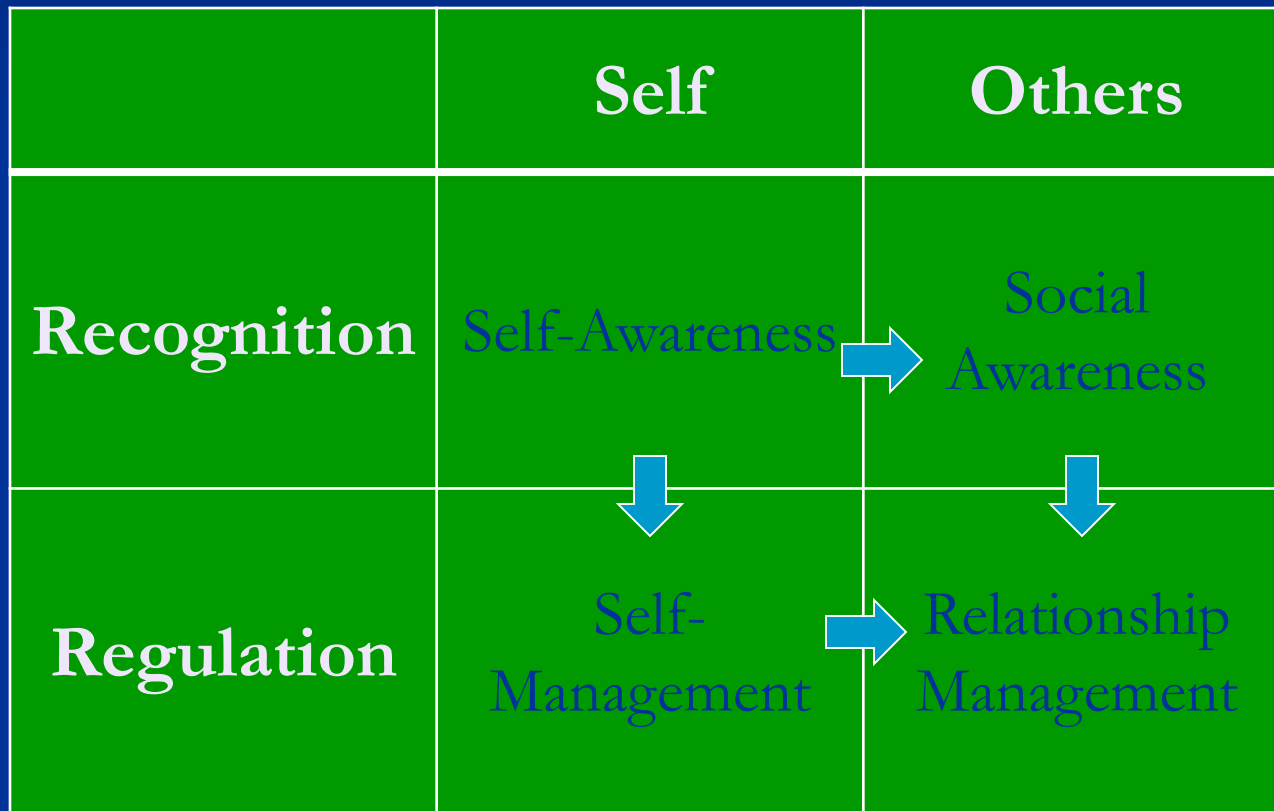 Self Others
Recognition Self-Awareness Social
Awareness
Regulation Self-
Management Relationship
Management